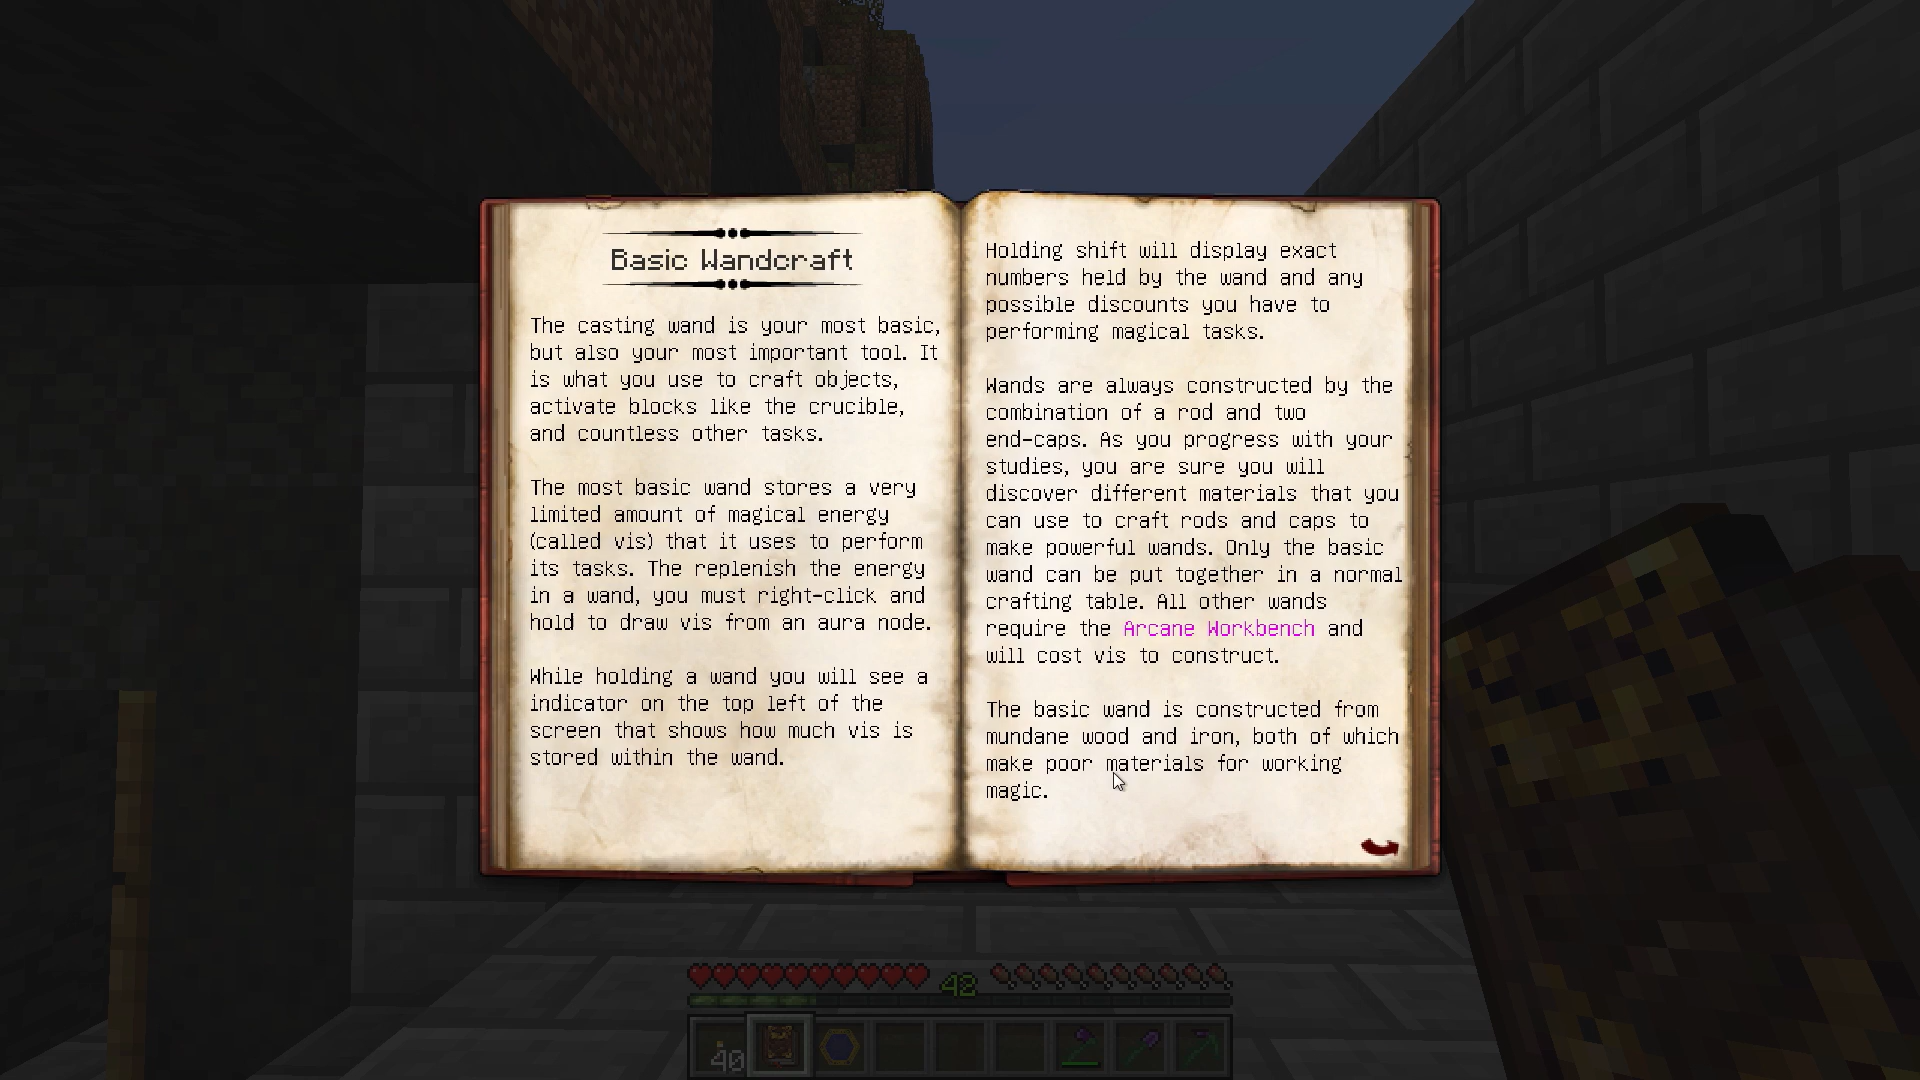 Basic Wandcraft
The casting wand is your most basic,
but also your most important tool. It
is what you use to craft objects,
activate blocks like the crucible,
and countless other tasks.
The most basic wand stores a very
limited amount of magical energy
(called vis) that it uses to perform
its tasks. The replenish the energy
in a wand, you must right-click and
hold to draw vis from an aura node.
While holding a wand you will see a
indicator on the top left of the
screen that shows how much vis is
stored within the wand.
Holding shift will display exact
numbers held by the wand and any
possible discounts you have to
performing magical tasks.
Wands are always constructed by the
combination of a rod and two
end-caps. As you progress with your
studies, you are sure you will
discover different materials that you
can use to craft rods and caps to
make powerful wands. Only the basic
wand can be put together in a normal
crafting table. All other wands
require the Arcane Workbench and
will cost vis to construct.
The basic wand is constructed from
mundane wood and iron, both of which
make poor materials for working
magic.
48
40